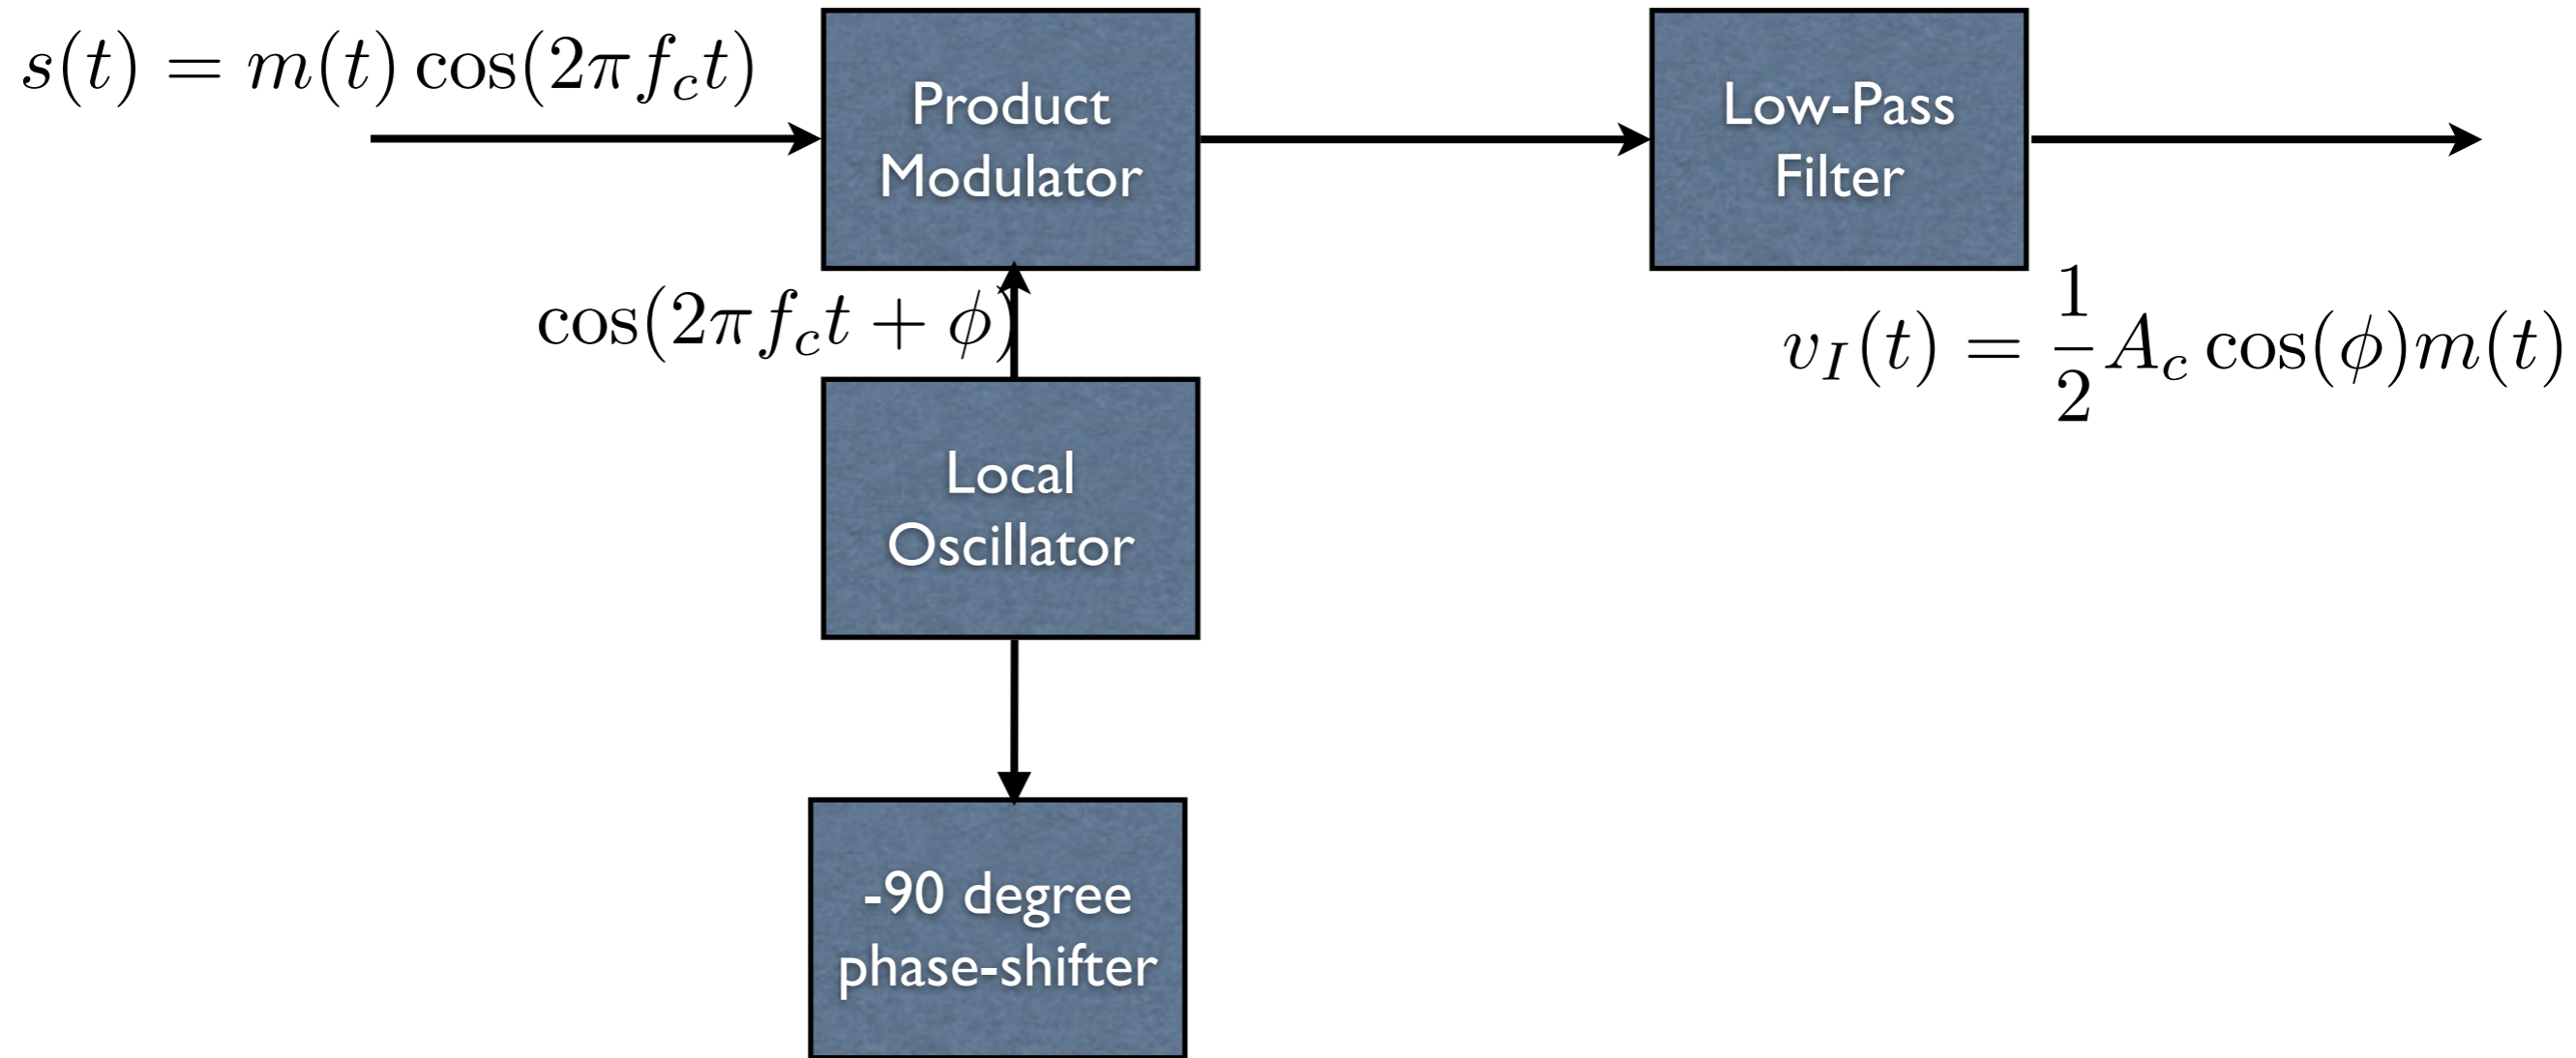 s(t) = m(t) cos(2πf_c t)
Product
Modulator
Low-Pass
Filter
cos(2πf_c t + ϕ)
v_I(t) = \frac{1}{2} A_c cos(ϕ)m(t)
Local
Oscillator
-90 degree
phase-shifter